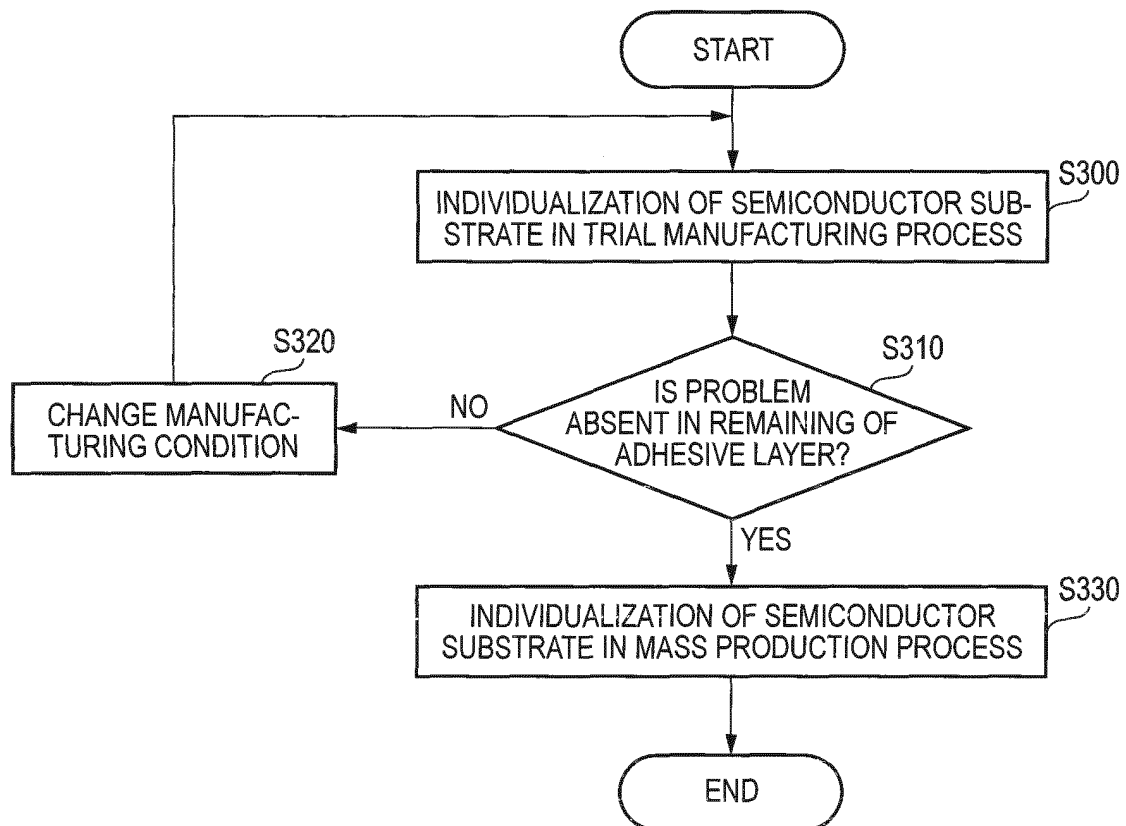 START
S300
INDIVIDUALIZATION OF SEMICONDUCTOR SUB-
STRATE IN TRIAL MANUFACTURING PROCESS
S310
IS PROBLEM
ABSENT IN REMAINING OF
ADHESIVE LAYER?
NO
S320
CHANGE MANUFAC-
TURING CONDITION
YES
S330
INDIVIDUALIZATION OF SEMICONDUCTOR
SUBSTRATE IN MASS PRODUCTION PROCESS
END